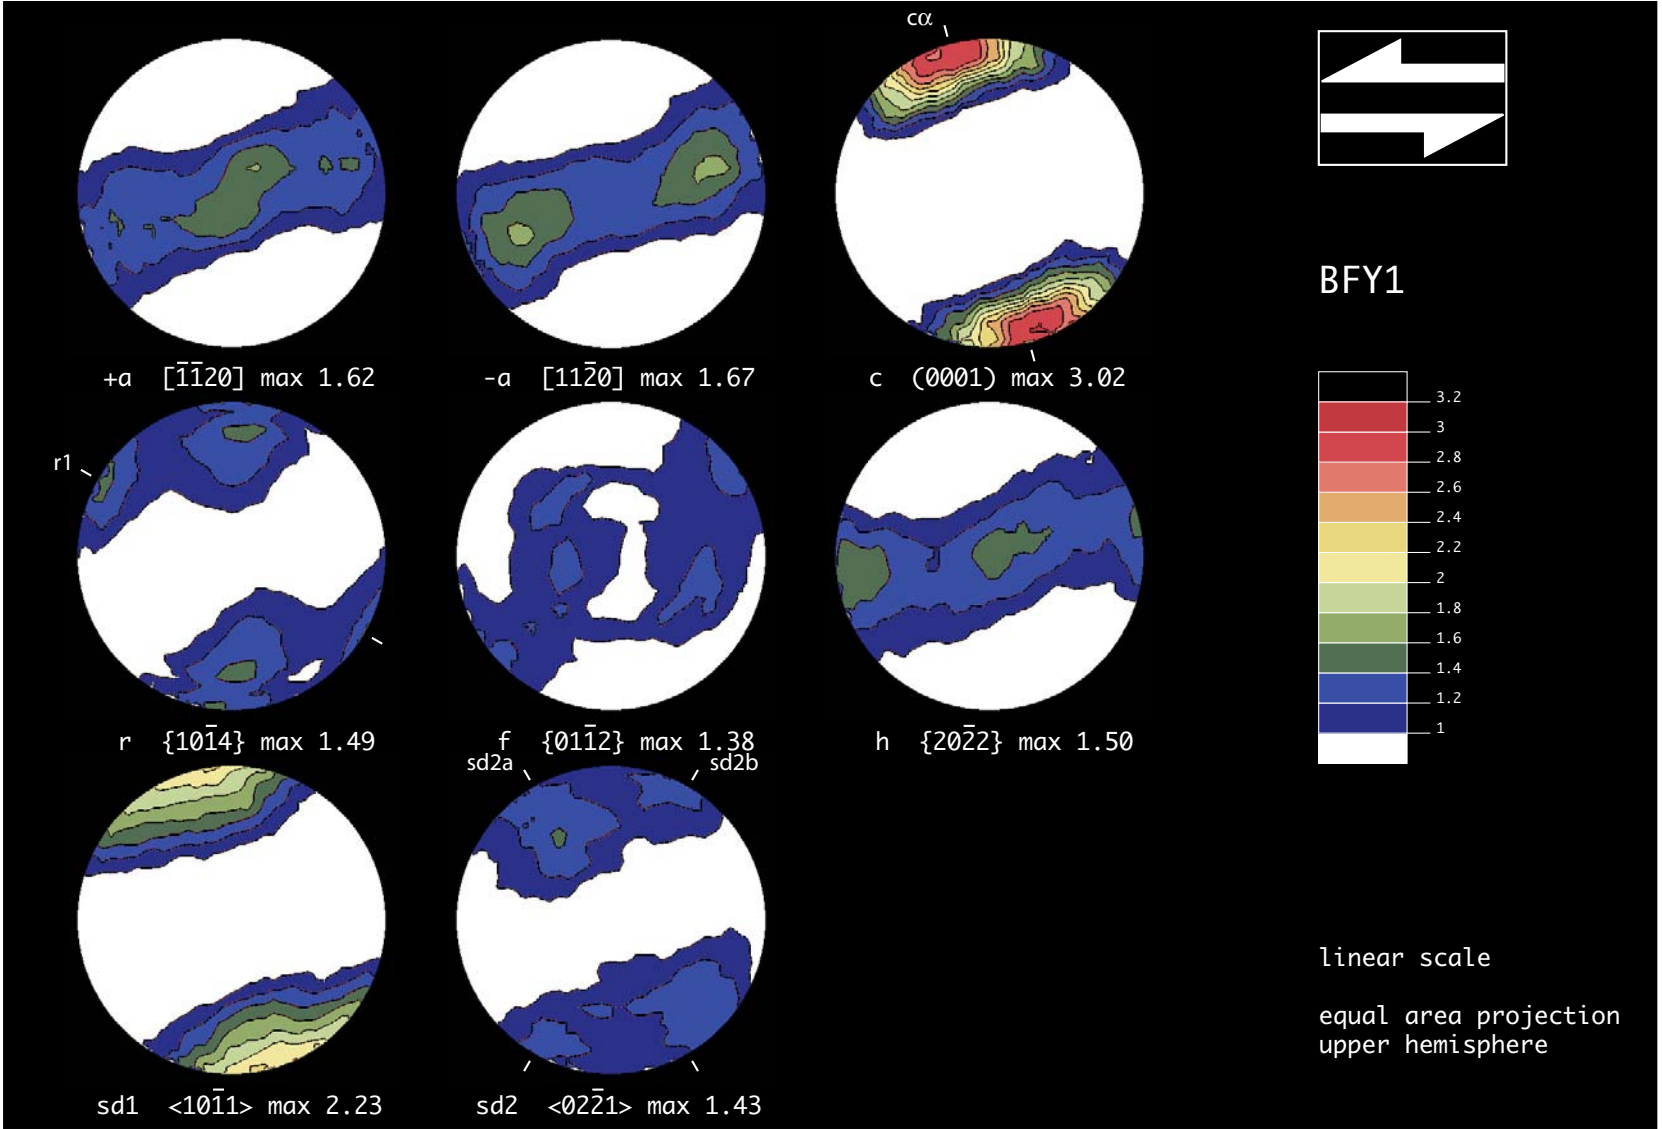 cα
BFY1
+a [1̅1̅20] max 1.62
-a [112̅0] max 1.67
c (0001) max 3.02
3.2
3
2.8
2.6
2.4
2.2
2
1.8
1.6
1.4
1.2
1
r1
r {101̅4} max 1.49
f {011̅2} max 1.38
h {202̅2} max 1.50
sd2a
sd2b
sd1 <101̅1> max 2.23
sd2 <022̅1> max 1.43
linear scale
equal area projection
upper hemisphere